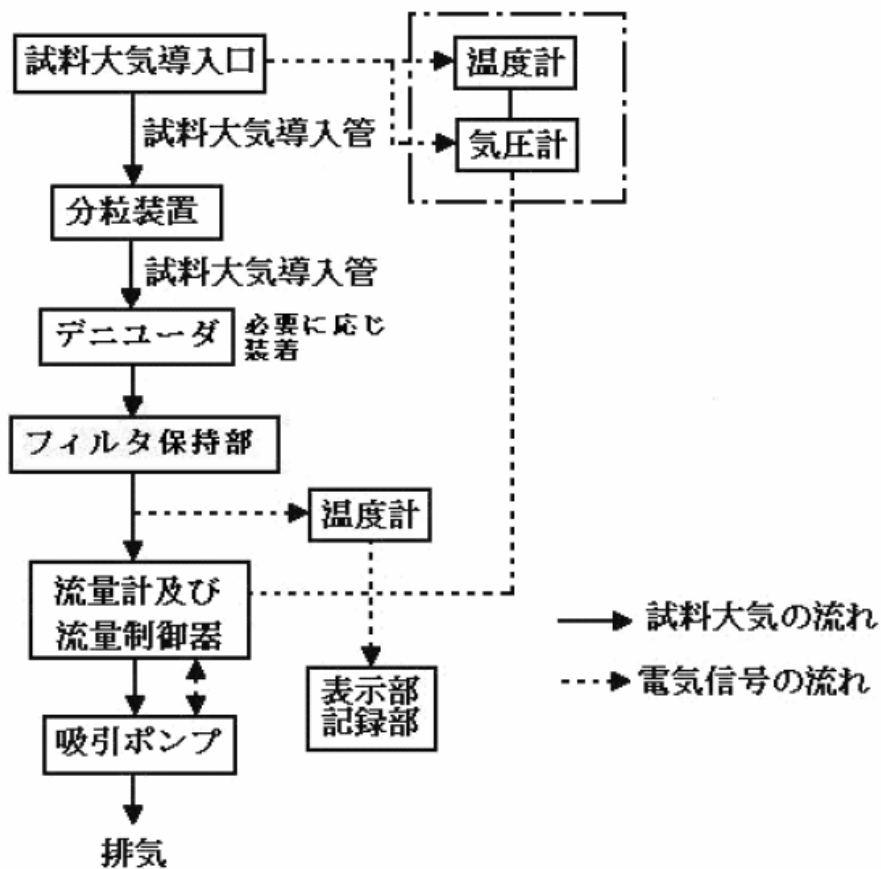 試料大気導入口
温度計
気圧計
試料大気導入管
分粒装置
試料大気導入管
デニューダ
必要に応じ
装着
フィルタ保持部
温度計
流量計及び
流量制御器
試料大気の流れ
表示部
記録部
電気信号の流れ
吸引ポンプ
排気